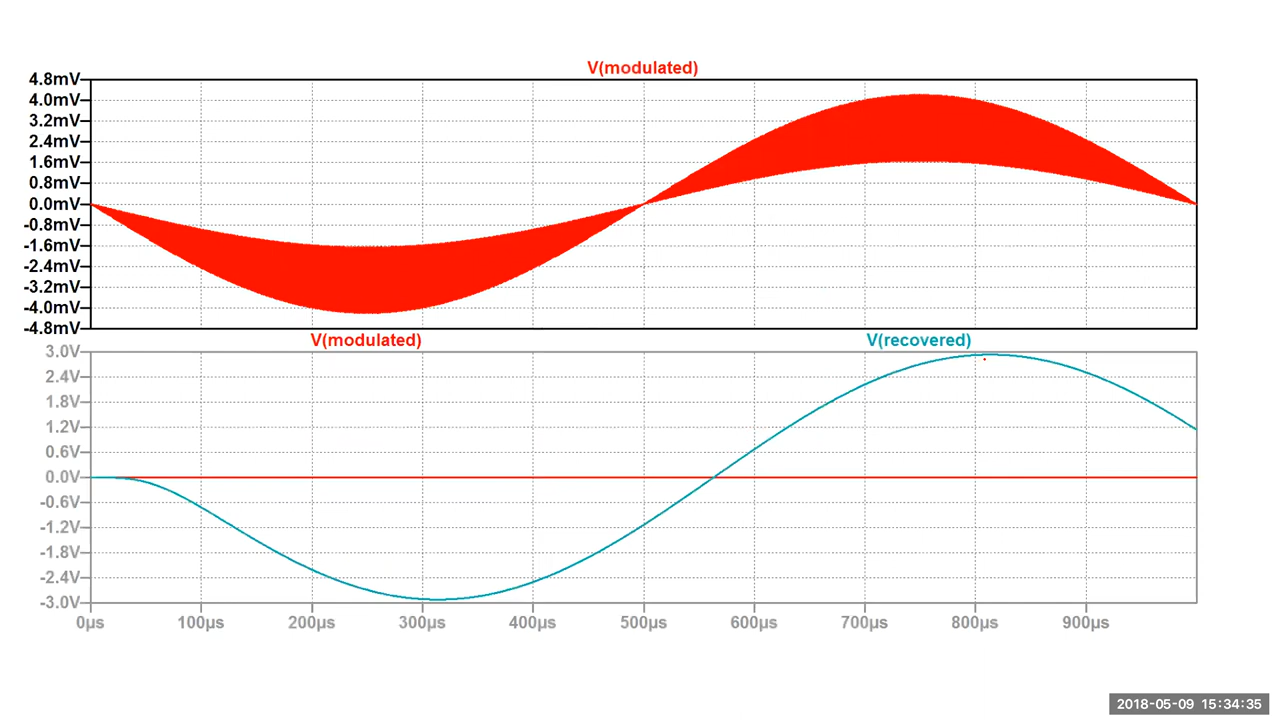 V(modulated)
4.8mV
4.0mV
3.2mV
2.4mV
1.6mV
0.8mV
0.0mV
-0.8mV
-1.6mV
-2.4mV
-3.2mV
-4.0mV
-4.8mV
V(modulated) V(recovered)
3.0V
2.4V
1.8V
1.2V
0.6V
0.0V
-0.6V
-1.2V
-1.8V
-2.4V
-3.0V
0µs 100µs 200µs 300µs 400µs 500µs 600µs 700µs 800µs 900µs
2018-05-09 15:34:35